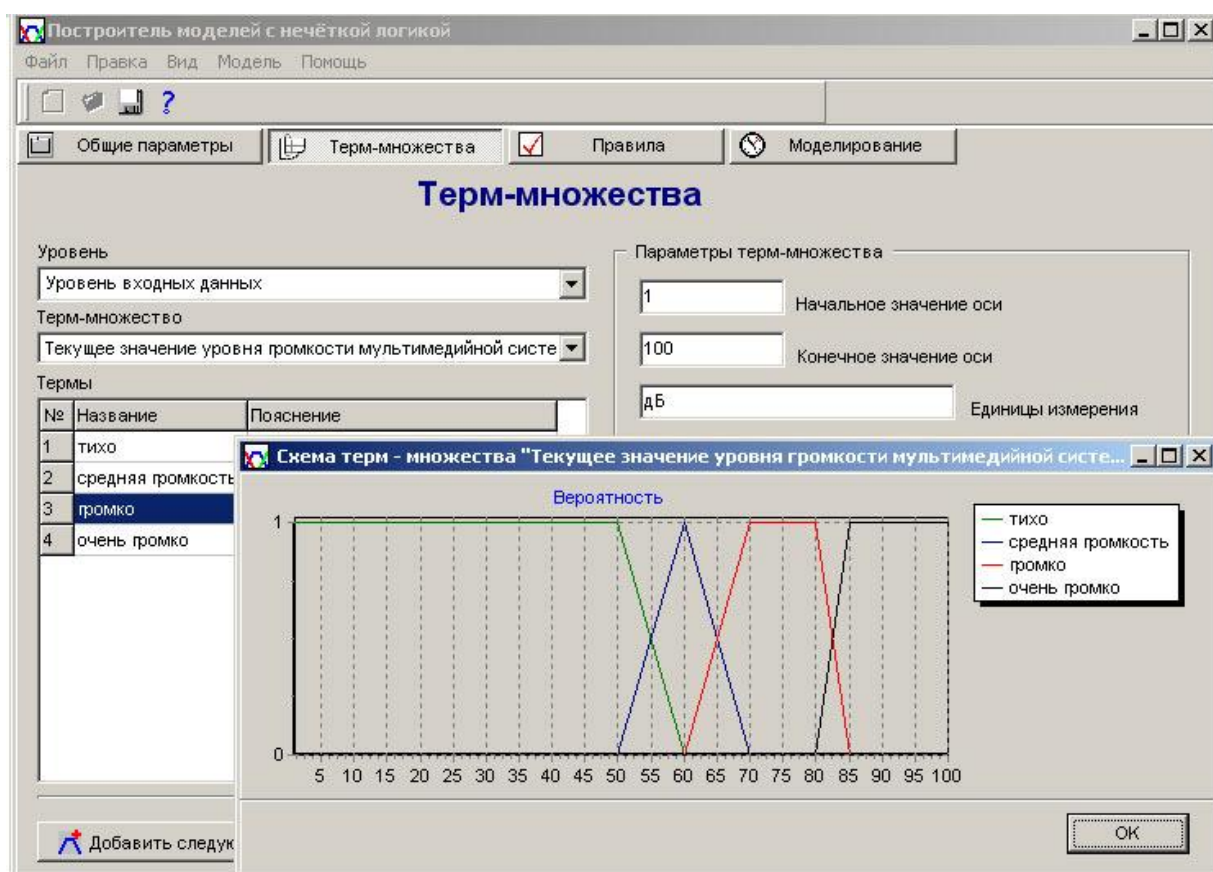 Построитель моделей с нечёткой логикой
Файл Правка Вид Модель Помощь
?
Общие параметры Терм-множества Правила Моделирование
Терм-множества
Уровень
Уровень входных данных
Терм-множество
Текущее значение уровня громкости мультимедийной систе
Термы
№ Название Пояснение
1 тихо
2 средняя громкость
3 громко
4 очень громко
Добавить следук
Параметры терм-множества
1 Начальное значение оси
100 Конечное значение оси
дБ Единицы измерения
Схема терм - множества "Текущее значение уровня громкости мультимедийной систе...
Вероятность
1
0
5 10 15 20 25 30 35 40 45 50 55 60 65 70 75 80 85 90 95 100
тихо
средняя громкость
громко
очень громко
OK